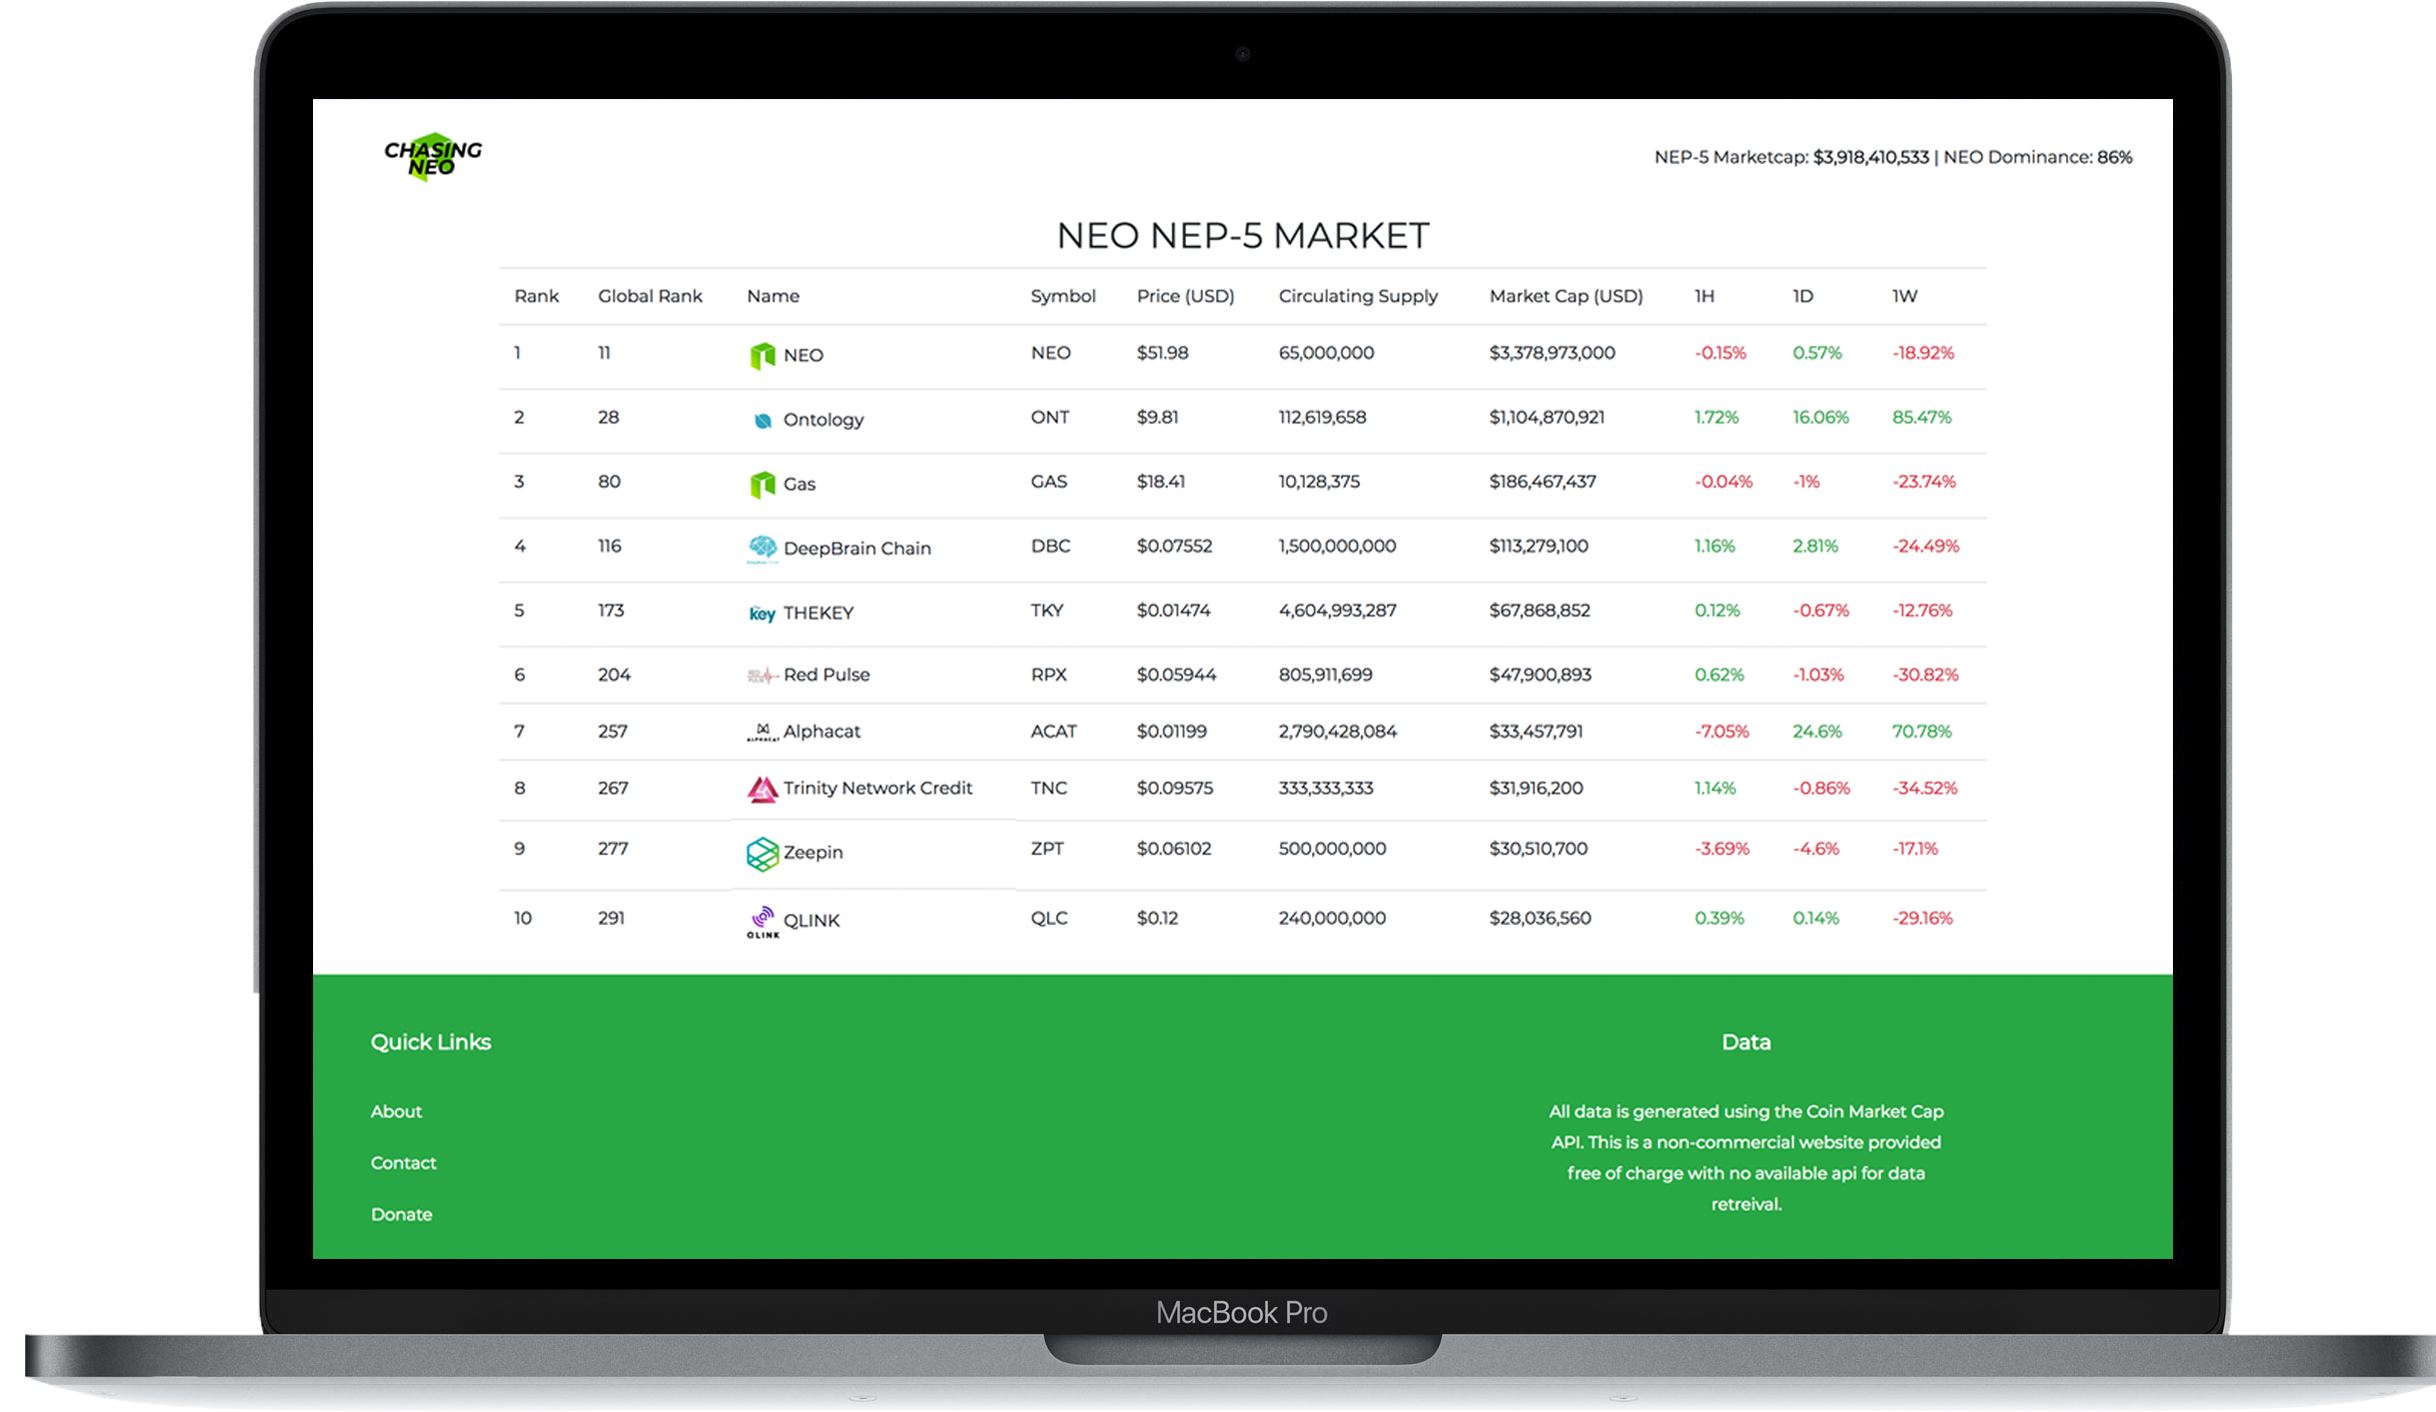 CHASING
NEO
NEP-5 Marketcap: $3,918,410,533 | NEO Dominance: 86%
NEO NEP-5 MARKET
Rank Global Rank Name Symbol Price (USD) Circulating Supply Market Cap (USD) 1H 1D 1W
1 11 NEO NEO $51.98 65,000,000 $3,378,973,000 -0.15% 0.57% -18.92%
2 28 Ontology ONT $9.81 112,619,658 $1,104,870,921 1.72% 16.06% 85.47%
3 80 Gas GAS $18.41 10,128,375 $186,467,437 -0.04% -1% -23.74%
4 116 DeepBrain Chain DBC $0.07552 1,500,000,000 $113,279,100 1.16% 2.81% -24.49%
5 173 key THEKEY TKY $0.01474 4,604,993,287 $67,868,852 0.12% -0.67% -12.76%
6 204 Red Pulse RPX $0.05944 805,911,699 $47,900,893 0.62% -1.03% -30.82%
7 257 ALPHACAT Alphacat ACAT $0.01199 2,790,428,084 $33,457,791 -7.05% 24.6% 70.78%
8 267 Trinity Network Credit TNC $0.09575 333,333,333 $31,916,200 1.14% -0.86% -34.52%
9 277 Zeepin ZPT $0.06102 500,000,000 $30,510,700 -3.69% -4.6% -17.1%
10 291 QLINK QLINK QLC $0.12 240,000,000 $28,036,560 0.39% 0.14% -29.16%
Quick Links
About
Contact
Donate
Data
All data is generated using the Coin Market Cap
API. This is a non-commercial website provided
free of charge with no available api for data
retreival.
MacBook Pro